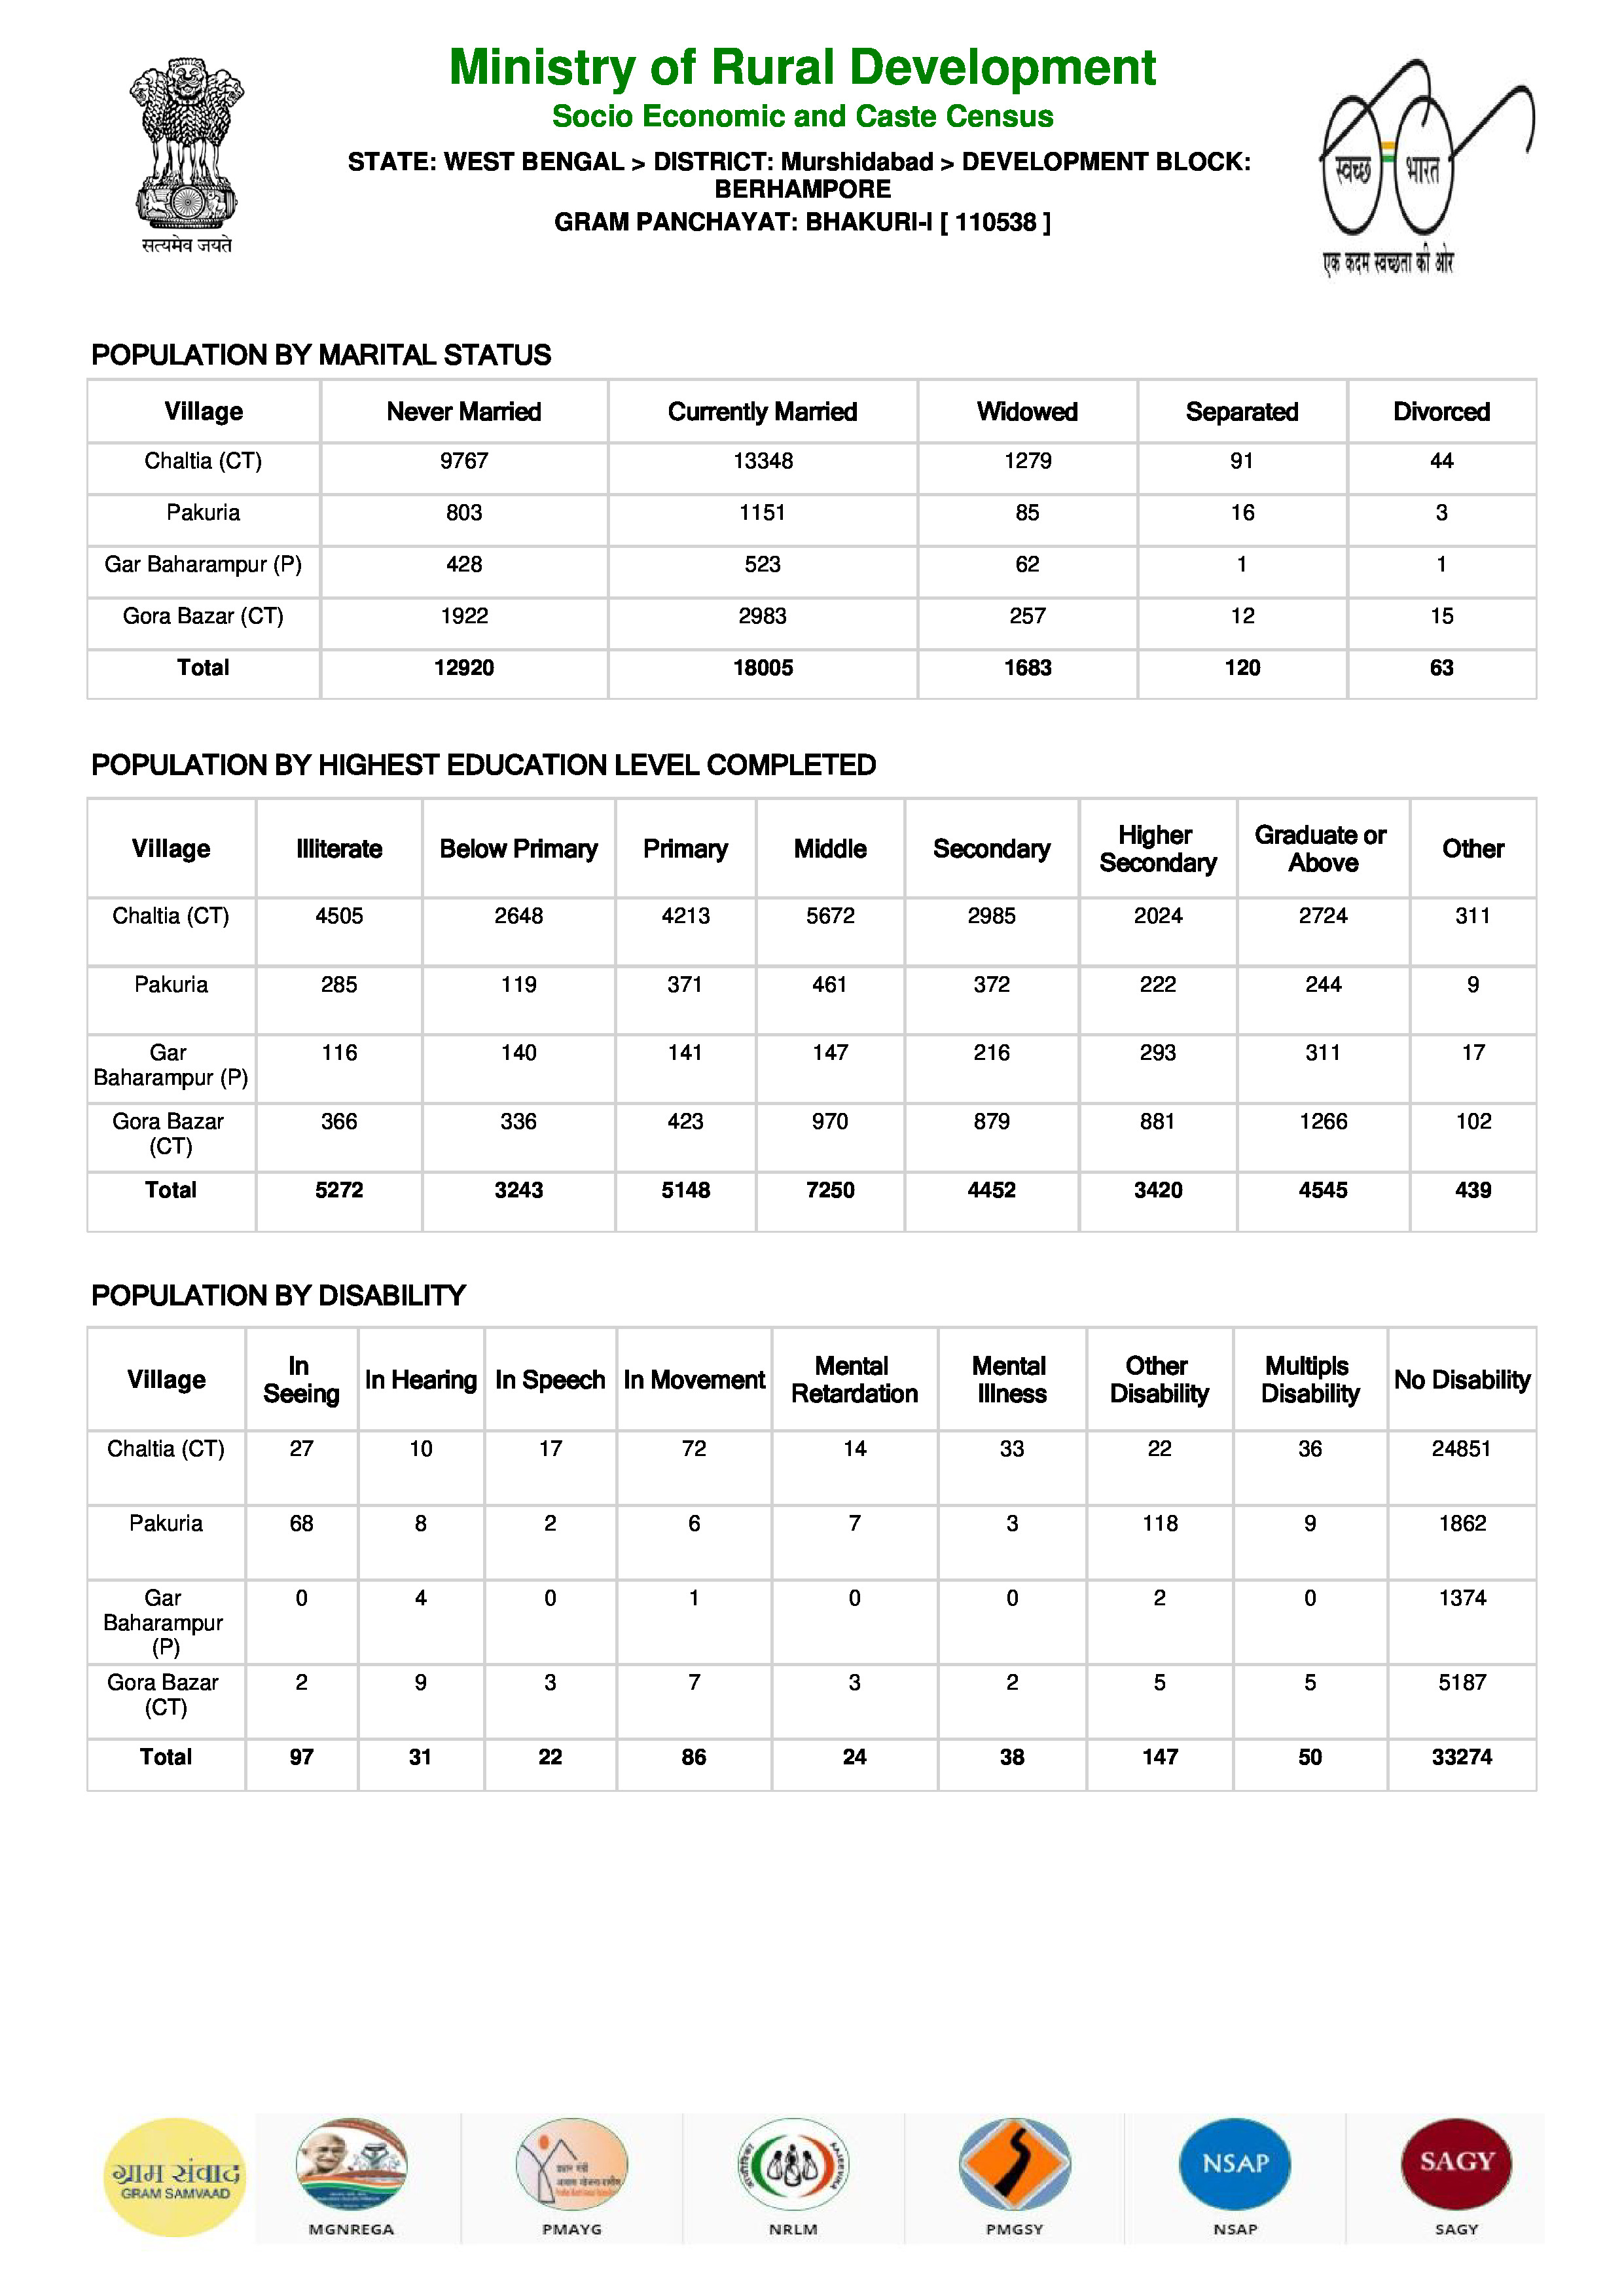 Ministry of Rural Development
Socio Economic and Caste Census
STATE: WEST BENGAL > DISTRICT: Murshidabad > DEVELOPMENT BLOCK:
BERHAMPORE
GRAM PANCHAYAT: BHAKURI-I [ 110538 ]
सत्यमेव जयते
स्वच्छ भारत
एक कदम स्वच्छता की ओर
POPULATION BY MARITAL STATUS
Village Never Married Currently Married Widowed Separated Divorced
Chaltia (CT) 9767 13348 1279 91 44
Pakuria 803 1151 85 16 3
Gar Baharampur (P) 428 523 62 1 1
Gora Bazar (CT) 1922 2983 257 12 15
Total 12920 18005 1683 120 63
POPULATION BY HIGHEST EDUCATION LEVEL COMPLETED
Village Illiterate Below Primary Primary Middle Secondary Higher Secondary Graduate or Above Other
Chaltia (CT) 4505 2648 4213 5672 2985 2024 2724 311
Pakuria 285 119 371 461 372 222 244 9
Gar Baharampur (P) 116 140 141 147 216 293 311 17
Gora Bazar (CT) 366 336 423 970 879 881 1266 102
Total 5272 3243 5148 7250 4452 3420 4545 439
POPULATION BY DISABILITY
Village In Seeing In Hearing In Speech In Movement Mental Retardation Mental Illness Other Disability Multipls Disability No Disability
Chaltia (CT) 27 10 17 72 14 33 22 36 24851
Pakuria 68 8 2 6 7 3 118 9 1862
Gar Baharampur (P) 0 4 0 1 0 0 2 0 1374
Gora Bazar (CT) 2 9 3 7 3 2 5 5 5187
Total 97 31 22 86 24 38 147 50 33274
ग्राम संवाद
GRAM SAMVAAD
NSAP
SAGY
MGNREGA PMAYG NRLM PMGSY NSAP SAGY